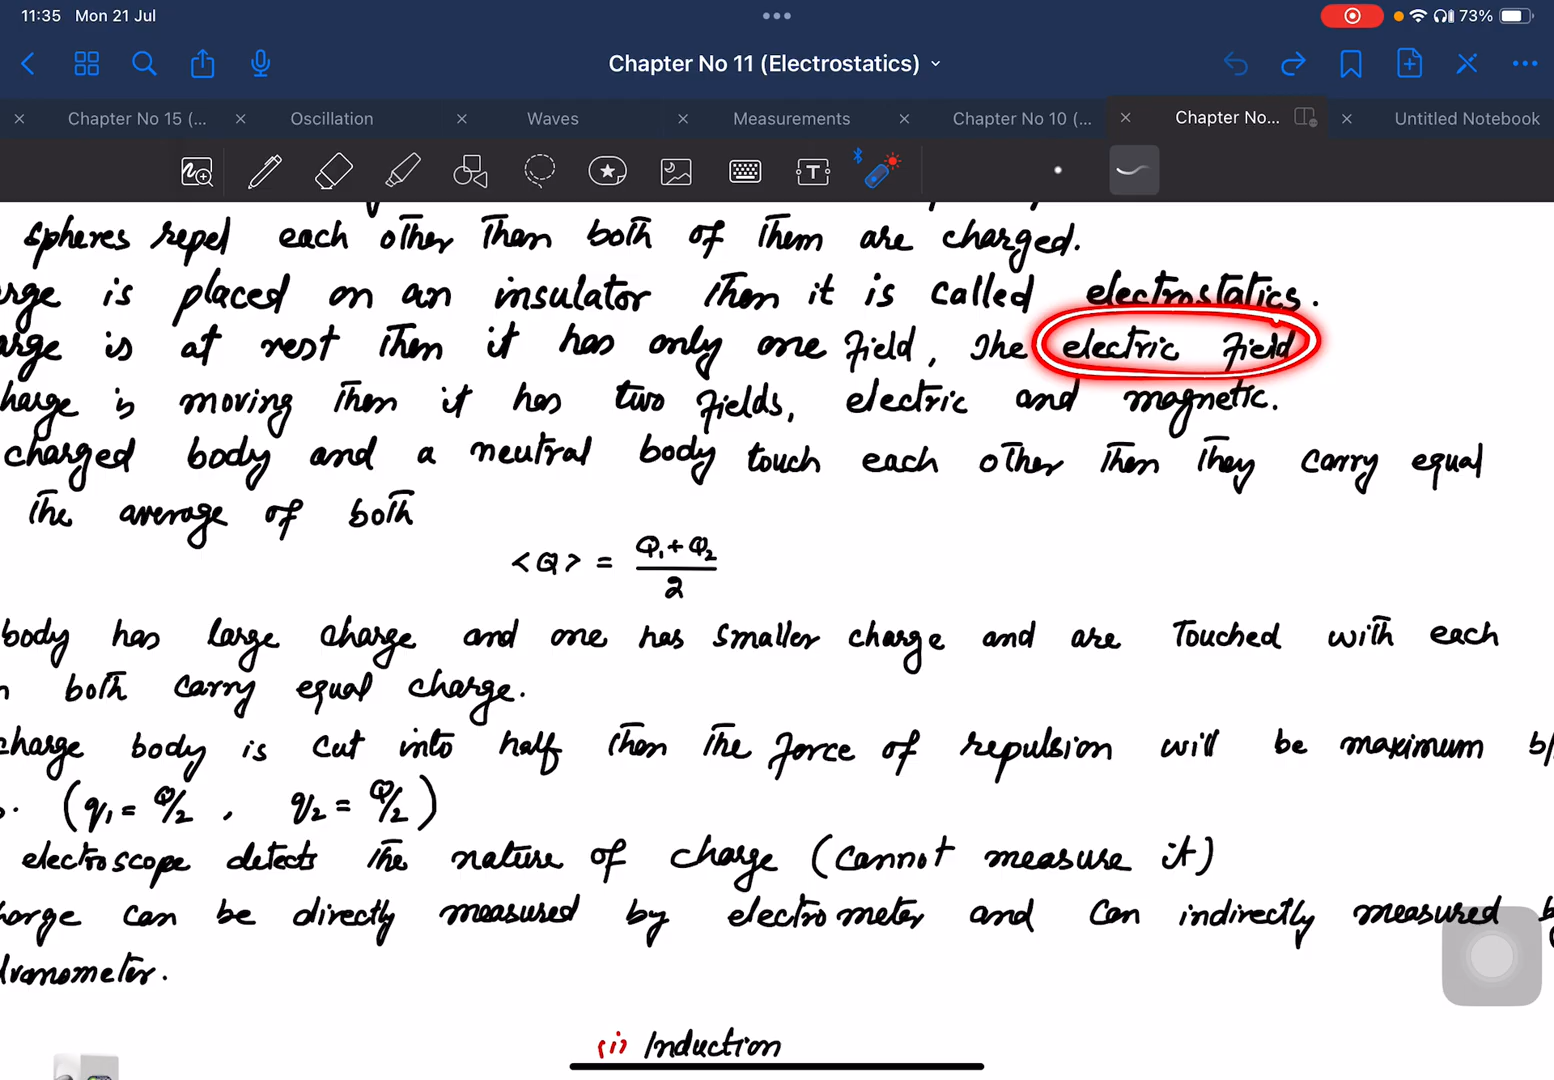 11:35 Mon 21 Jul
73%
Chapter No 11 (Electrostatics)
Chapter No 15 (...
Oscillation
Waves
Measurements
Chapter No 10 (...
Chapter No...
Untitled Notebook
spheres repel each other then both of them are charged.
rge is placed on an insulator then it is called electrostatics.
arge is at rest then it has only one field, the electric field
harge is moving then it has two fields, electric and magnetic.
charged body and a neutral body touch each other then they carry equal
the average of both
<Q> = Q₁+Q₂/2
body has large charge and one has smaller charge and are touched with each
n both carry equal charge.
charge body is cut into half then the force of repulsion will be maximum b/
s. (q₁ = Q/2 , q₂ = Q/2)
electroscope detects the nature of charge (cannot measure it)
harge can be directly measured by electrometer and can indirectly measured b
lvanometer.
(i) Induction